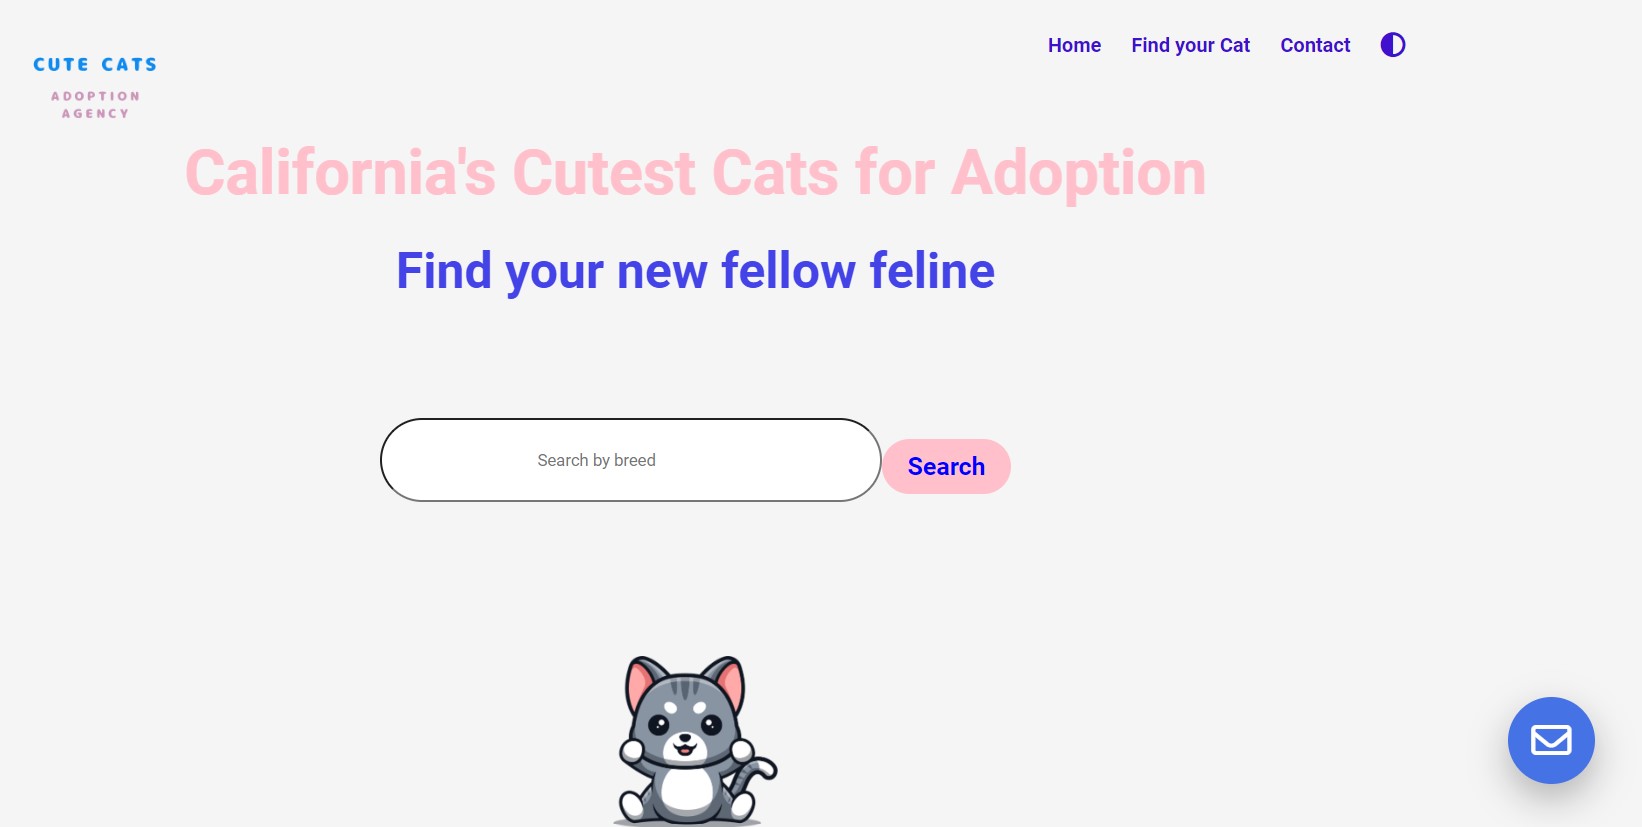 Home Find your Cat Contact
CUTE CATS
ADOPTION
AGENCY
California's Cutest Cats for Adoption
Find your new fellow feline
Search by breed
Search